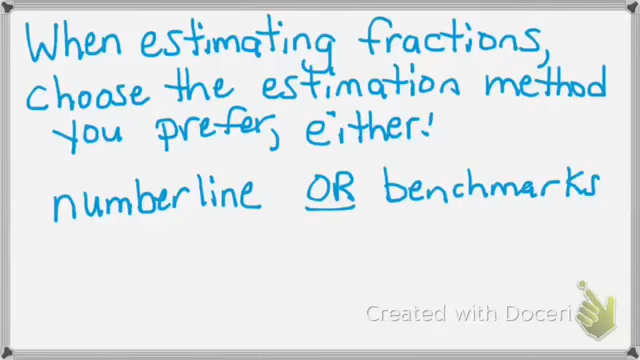 When estimating fractions,
choose the estimation method
you prefer, either:
numberline OR benchmarks
Created with Doceri